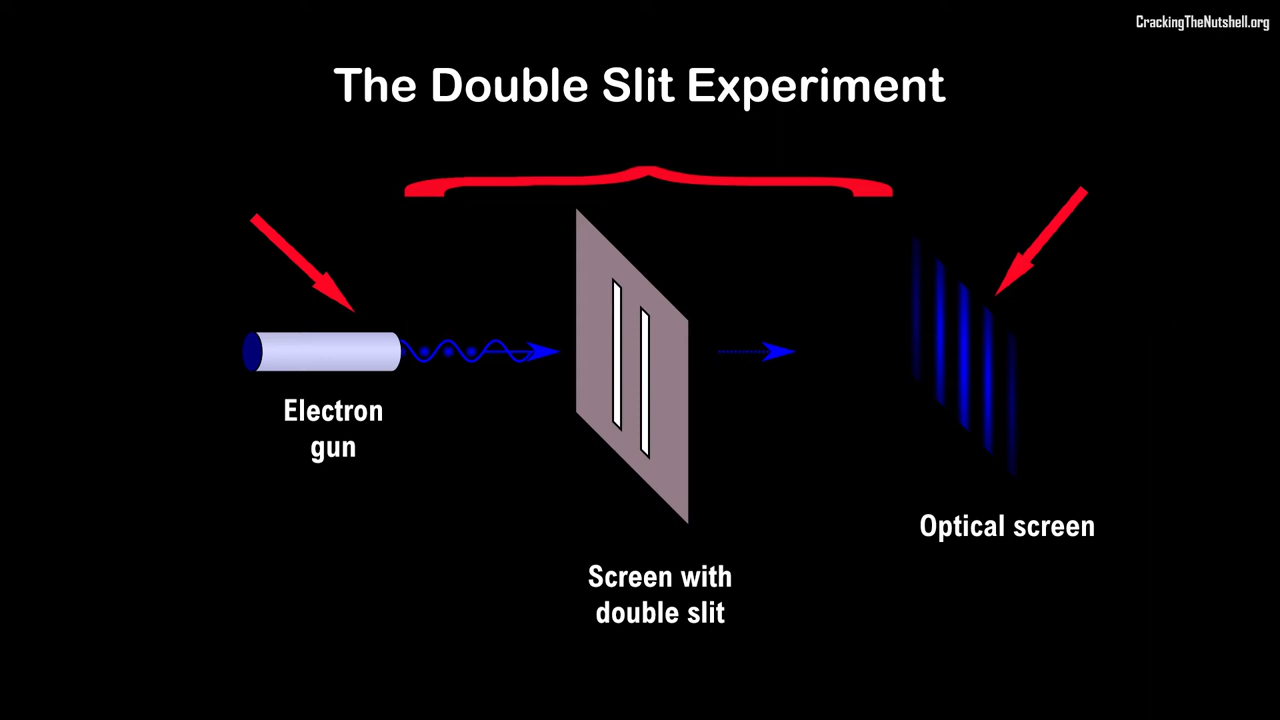 CrackingTheNutshell.org
The Double Slit Experiment
Electron
gun
Optical screen
Screen with
double slit